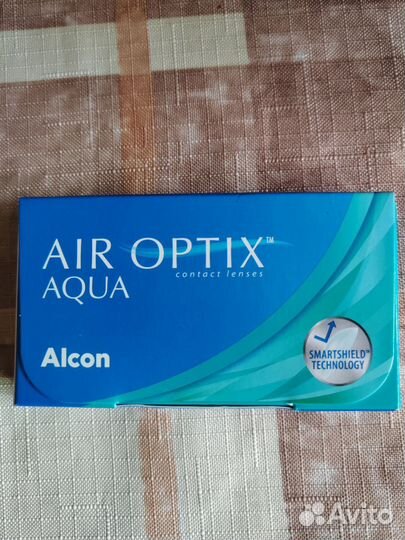 AIR OPTIX™
contact lenses
AQUA
Alcon
SMARTSHIELD™
TECHNOLOGY
Avito